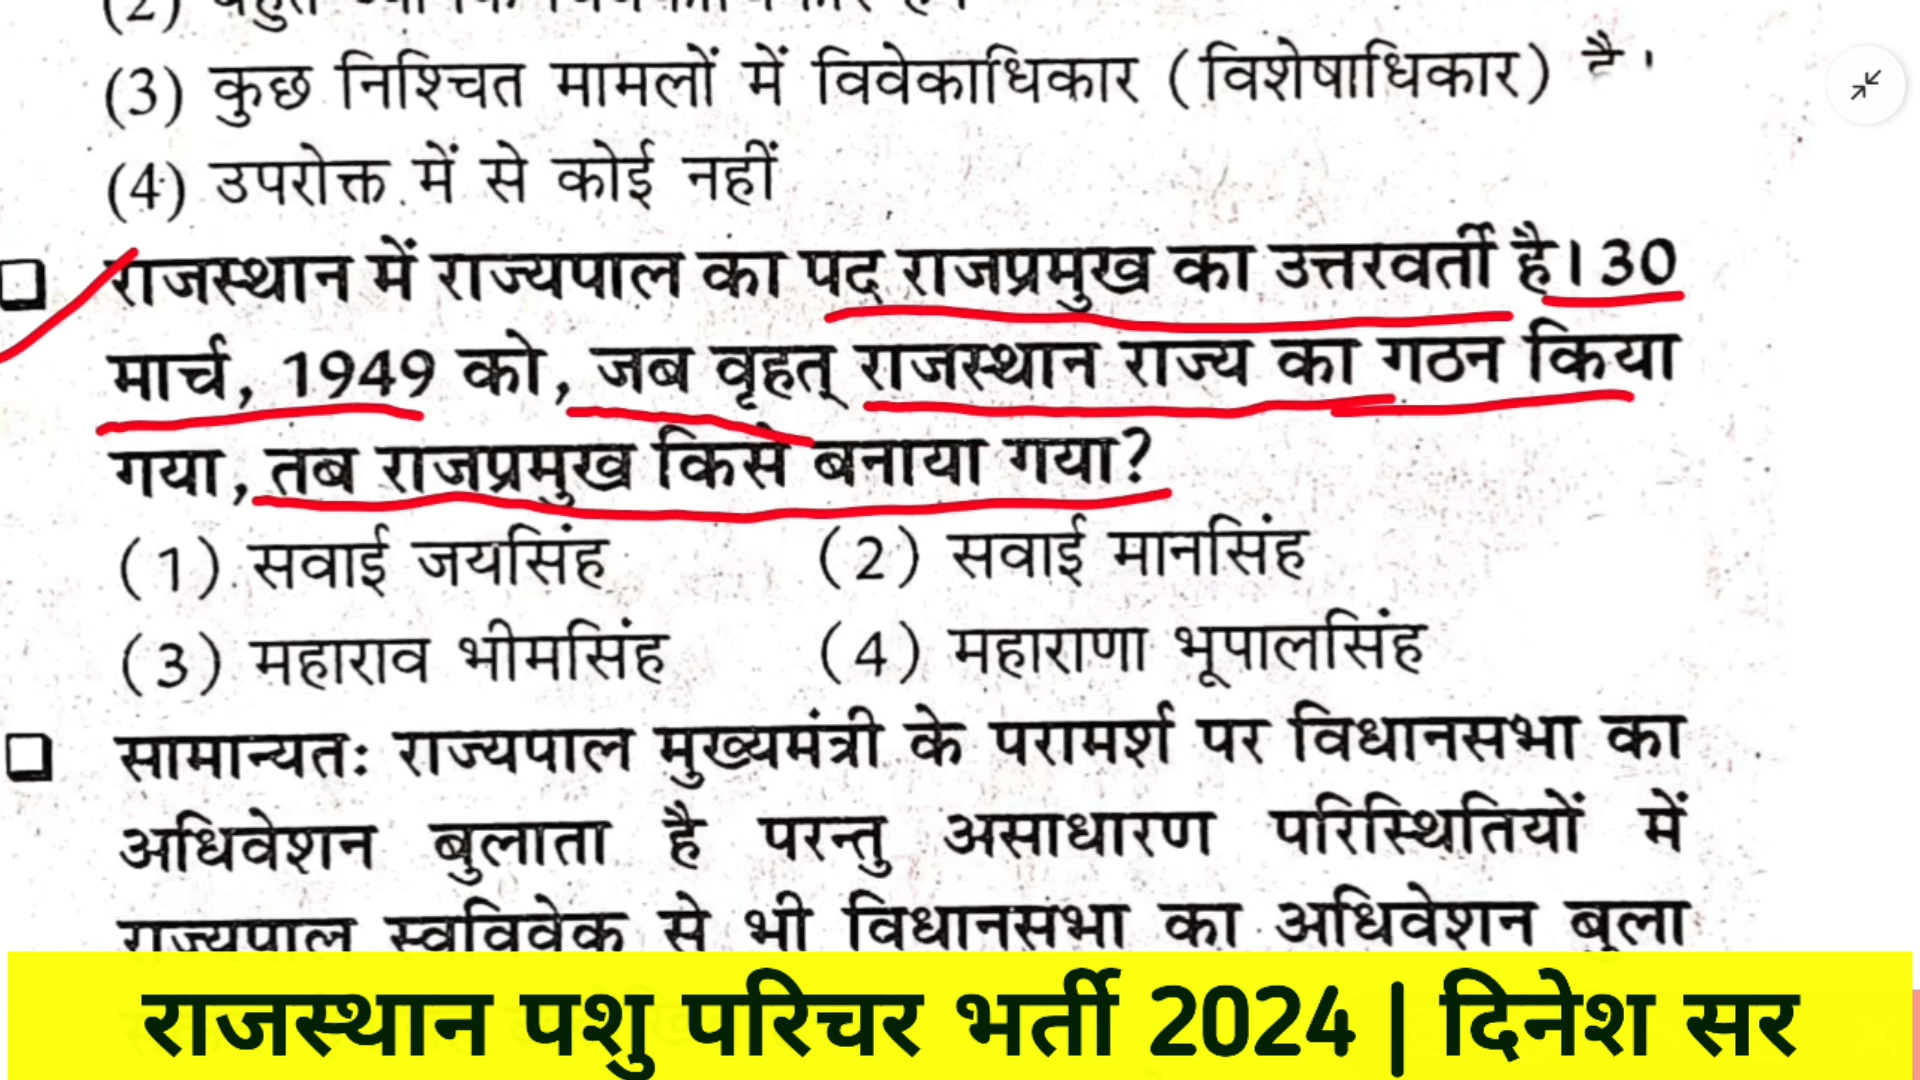 (3) कुछ निश्चित मामलों में विवेकाधिकार (विशेषाधिकार) है।
(4) उपरोक्त में से कोई नहीं
राजस्थान में राज्यपाल का पद राजप्रमुख का उत्तरवर्ती है। 30
मार्च, 1949 को, जब वृहत् राजस्थान राज्य का गठन किया
गया, तब राजप्रमुख किसे बनाया गया?
(1) सवाई जयसिंह (2) सवाई मानसिंह
(3) महाराव भीमसिंह (4) महाराणा भूपालसिंह
सामान्यतः राज्यपाल मुख्यमंत्री के परामर्श पर विधानसभा का
अधिवेशन बुलाता है परन्तु असाधारण परिस्थितियों में
राज्यपाल स्वविवेक से भी विधानसभा का अधिवेशन बुला
राजस्थान पशु परिचर भर्ती 2024 | दिनेश सर